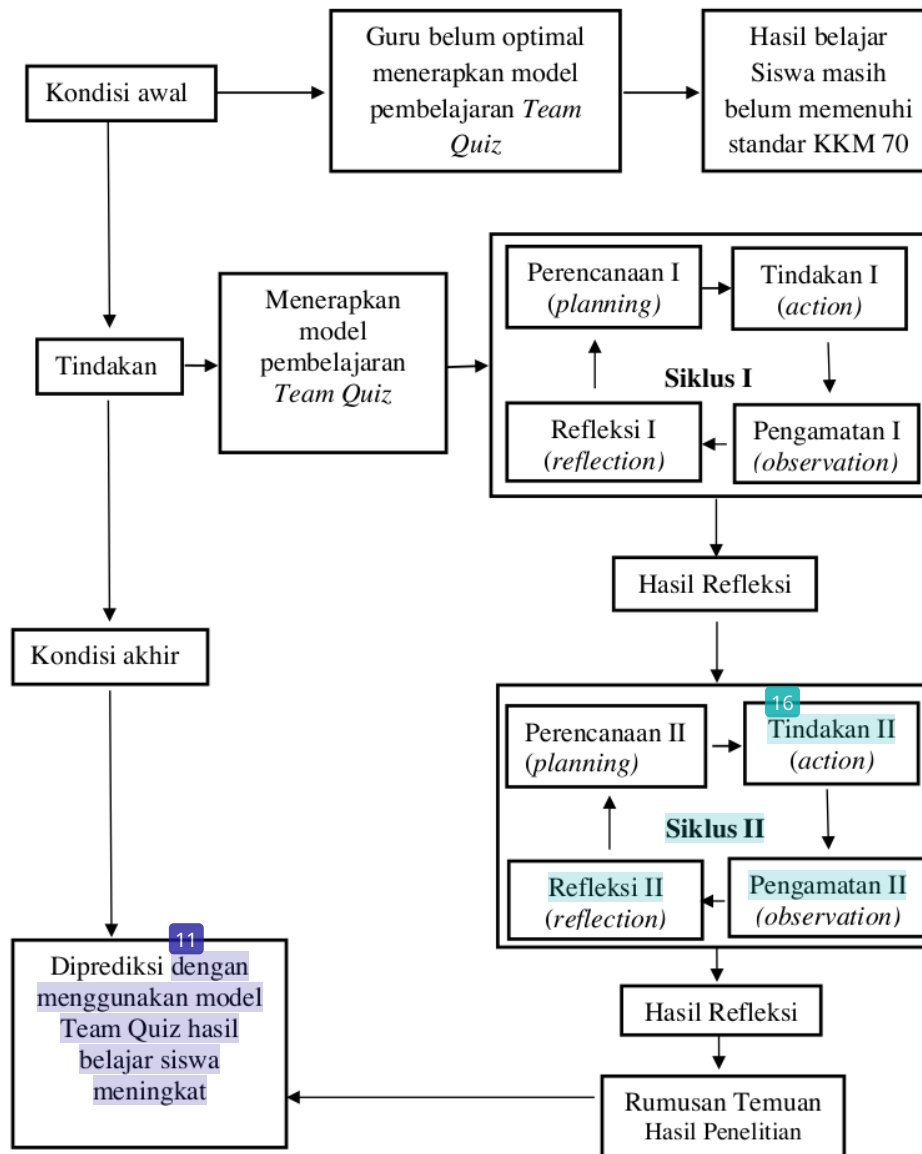 Kondisi awal
Guru belum optimal
menerapkan model
pembelajaran Team
Quiz
Hasil belajar
Siswa masih
belum memenuhi
standar KKM 70
Tindakan
Menerapkan
model
pembelajaran
Team Quiz
Perencanaan I
(planning)
Tindakan I
(action)
Siklus I
Refleksi I
(reflection)
Pengamatan I
(observation)
Hasil Refleksi
Kondisi akhir
Perencanaan II
(planning)
16
Tindakan II
(action)
Siklus II
Refleksi II
(reflection)
Pengamatan II
(observation)
11
Diprediksi dengan
menggunakan model
Team Quiz hasil
belajar siswa
meningkat
Hasil Refleksi
Rumusan Temuan
Hasil Penelitian